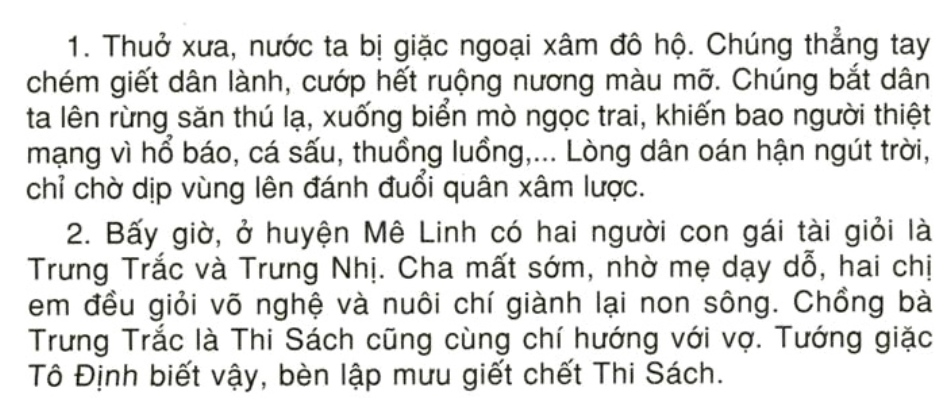 1. Thuở xưa, nước ta bị giặc ngoại xâm đô hộ. Chúng thẳng tay
chém giết dân lành, cướp hết ruộng nương màu mỡ. Chúng bắt dân
ta lên rừng săn thú lạ, xuống biển mò ngọc trai, khiến bao người thiệt
mạng vì hổ báo, cá sấu, thuồng luồng,... Lòng dân oán hận ngút trời,
chỉ chờ dịp vùng lên đánh đuổi quân xâm lược.
2. Bấy giờ, ở huyện Mê Linh có hai người con gái tài giỏi là
Trưng Trắc và Trưng Nhị. Cha mất sớm, nhờ mẹ dạy dỗ, hai chị
em đều giỏi võ nghệ và nuôi chí giành lại non sông. Chồng bà
Trưng Trắc là Thi Sách cũng cùng chí hướng với vợ. Tướng giặc
Tô Định biết vậy, bèn lập mưu giết chết Thi Sách.